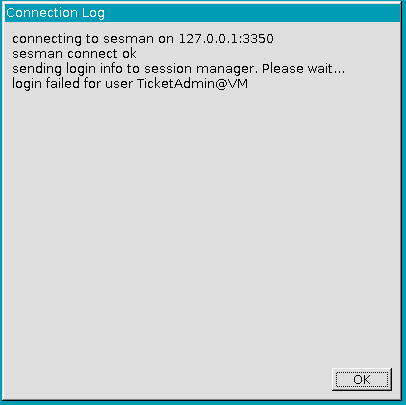 Connection Log
connecting to sesman on 127.0.0.1:3350
sesman connect ok
sending login info to session manager. Please wait...
login failed for user TicketAdmin@VM
OK